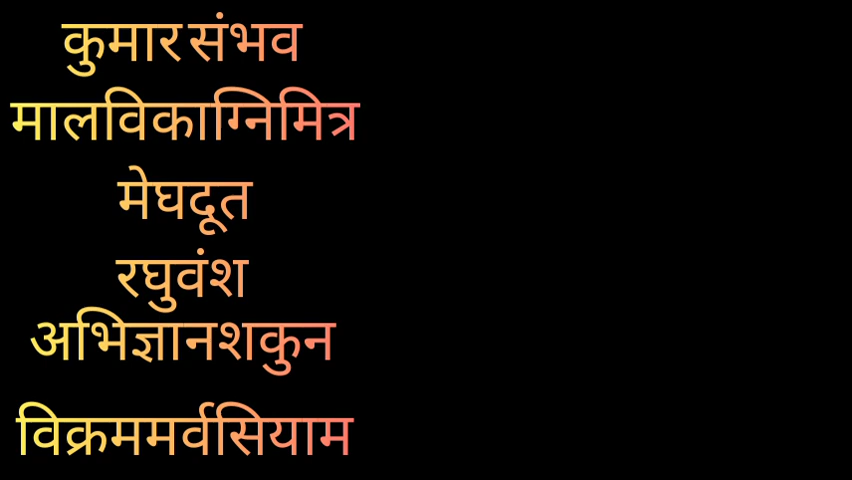 कुमार संभव
मालविकाग्निमित्र
मेघदूत
रघुवंश
अभिज्ञानशकुन
विक्रममर्वसियाम